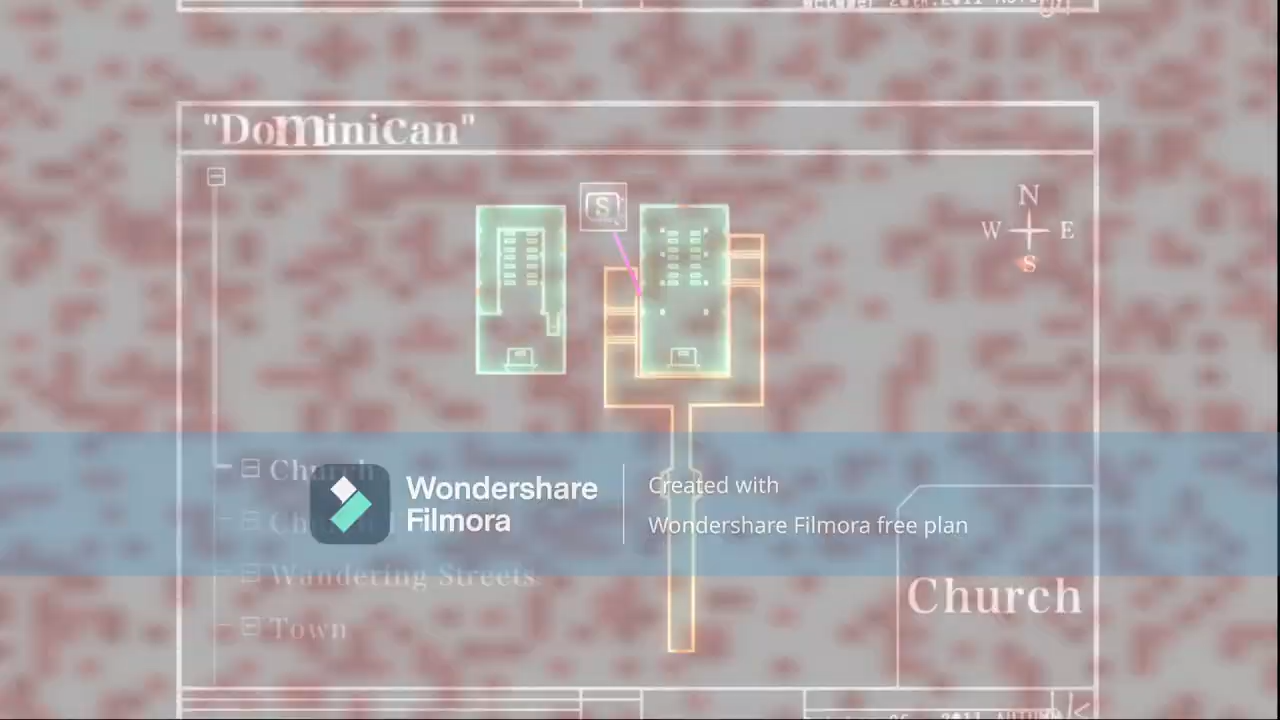 "Dominican"
S
N
W E
S
Church
Wondershare
Filmora
Created with
Wondershare Filmora free plan
Wandering Streets
Church
Town